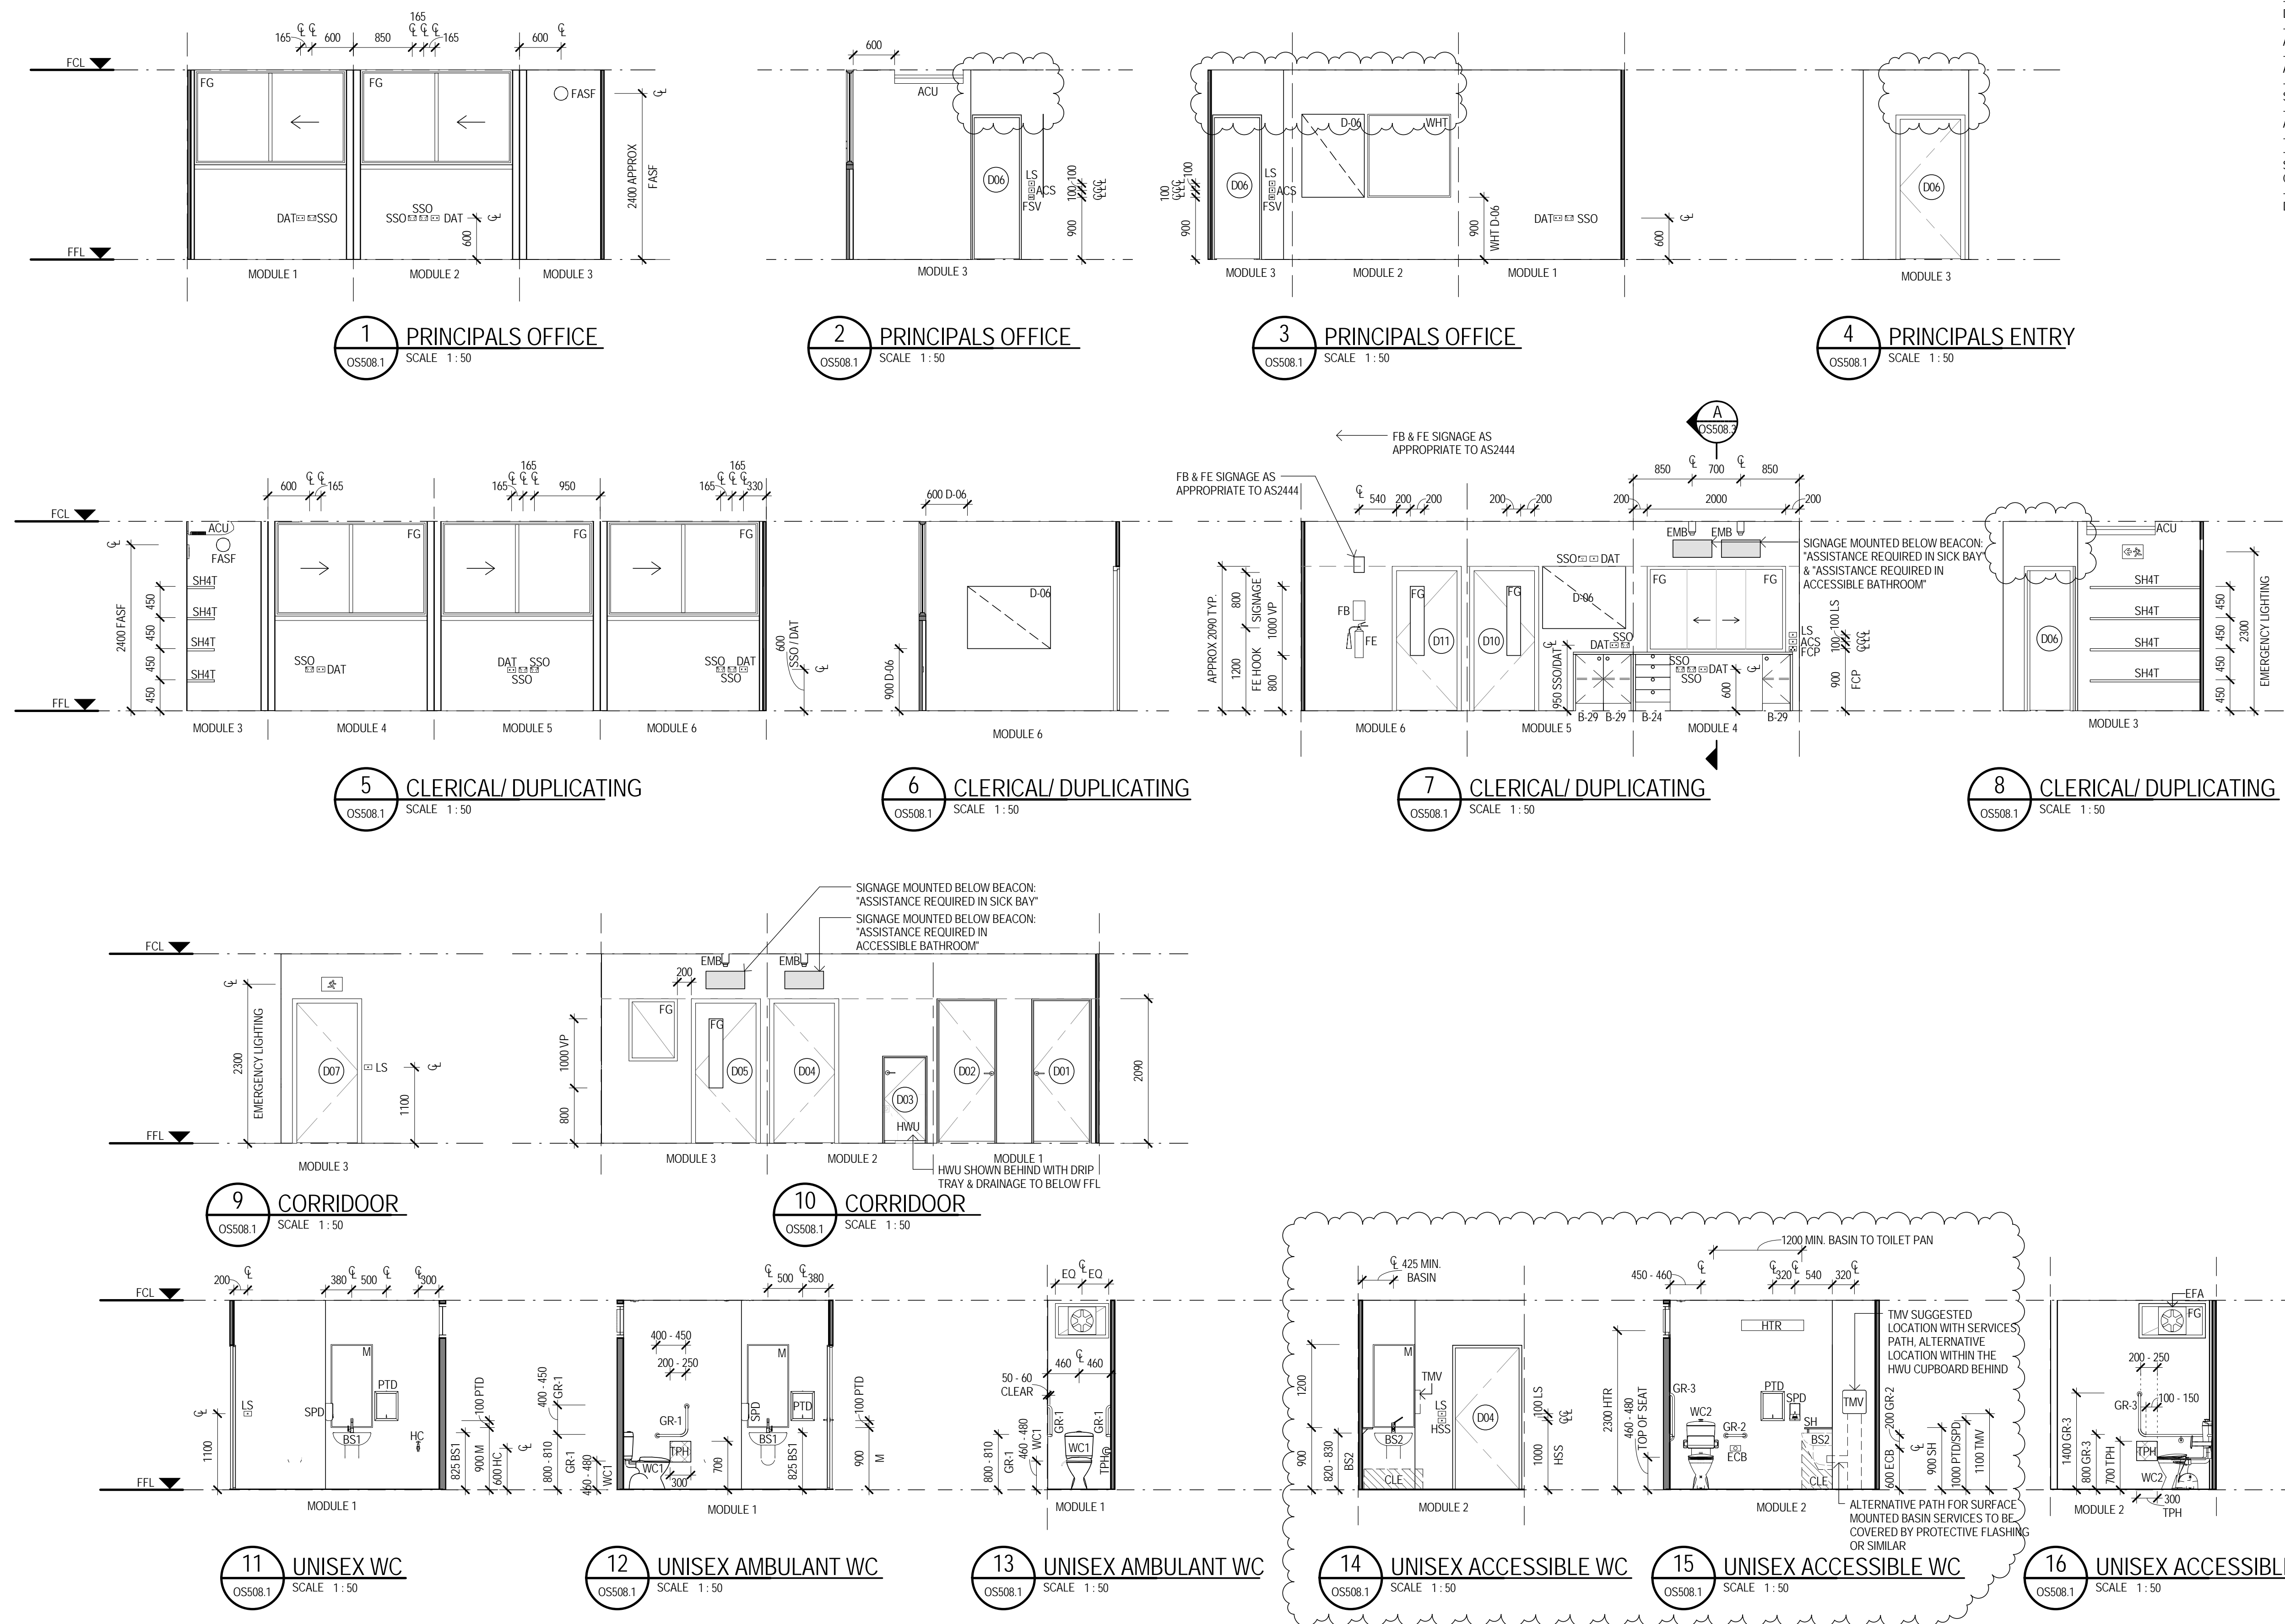 165
℄ ℄
℄ ℄ ℄
℄
165
600
850
165
600
FCL
FG
FG
FASF
℄
2400 APPROX
FASF
DAT
SSO
SSO
SSO
DAT
℄
600
FFL
MODULE 1
MODULE 2
MODULE 3
1
OS508.1
PRINCIPALS OFFICE
SCALE 1 : 50
600
ACU
D06
LS
ACS
FSV
100
100
900
MODULE 3
2
OS508.1
PRINCIPALS OFFICE
SCALE 1 : 50
D-06
WHT
D06
LS
ACS
FSV
100
100
900
900
WHT D-06
DAT
SSO
600
℄
MODULE 3
MODULE 2
MODULE 1
3
OS508.1
PRINCIPALS OFFICE
SCALE 1 : 50
D06
MODULE 3
4
OS508.1
PRINCIPALS ENTRY
SCALE 1 : 50
600
℄ ℄
165
165
℄ ℄ ℄
165
950
165
℄ ℄ ℄
165
330
FCL
ACU
FASF
FG
FG
FG
℄
2400 FASF
450
450
450
450
SH4T
SH4T
SH4T
SH4T
SSO
DAT
DAT
SSO
SSO
SSO
DAT
SSO
600
SSO / DAT
℄
FFL
MODULE 3
MODULE 4
MODULE 5
MODULE 6
5
OS508.1
CLERICAL/ DUPLICATING
SCALE 1 : 50
600 D-06
D-06
900 D-06
MODULE 6
6
OS508.1
CLERICAL/ DUPLICATING
SCALE 1 : 50
A
OS508.3
FB & FE SIGNAGE AS
APPROPRIATE TO AS2444
FB & FE SIGNAGE AS
APPROPRIATE TO AS2444
850
℄
700
℄
850
℄
540
200
200
200
200
200
2000
200
EMB
EMB
SIGNAGE MOUNTED BELOW BEACON:
"ASSISTANCE REQUIRED IN SICK BAY"
& "ASSISTANCE REQUIRED IN
ACCESSIBLE BATHROOM"
SSO
DAT
FG
FG
FG
FG
D-06
FB
FE
D11
D10
APPROX 2090 TYP.
800
SIGNAGE
1200
FE HOOK
1000 VP
800
950 SSO/DAT
℄
SSO
DAT
SSO
DAT
SSO
℄
600
LS
ACS
FCP
100
100 LS
900
FCP
B-29
B-29
B-24
B-29
MODULE 6
MODULE 5
MODULE 4
7
OS508.1
CLERICAL/ DUPLICATING
SCALE 1 : 50
ACU
D06
SH4T
SH4T
SH4T
SH4T
450
450
450
450
2300
EMERGENCY LIGHTING
MODULE 3
8
OS508.1
CLERICAL/ DUPLICATING
SCALE 1 : 50
FCL
℄
2300
EMERGENCY LIGHTING
D07
LS
℄
1100
FFL
MODULE 3
9
OS508.1
CORRIDOOR
SCALE 1 : 50
SIGNAGE MOUNTED BELOW BEACON:
"ASSISTANCE REQUIRED IN SICK BAY"
SIGNAGE MOUNTED BELOW BEACON:
"ASSISTANCE REQUIRED IN
ACCESSIBLE BATHROOM"
EMB
EMB
200
FG
FG
1000 VP
800
D05
D04
D03
D02
D01
HWU
2090
MODULE 3
MODULE 2
MODULE 1
HWU SHOWN BEHIND WITH DRIP
TRAY & DRAINAGE TO BELOW FFL
10
OS508.1
CORRIDOOR
SCALE 1 : 50
200
℄
380
℄
500
℄
℄
300
FCL
M
PTD
SPD
BS1
LS
HC
℄
1100
825 BS1
900 M
100 PTD
600 HC
℄
FFL
MODULE 1
11
OS508.1
UNISEX WC
SCALE 1 : 50
℄
500
℄
380
400 - 450
200 - 250
M
SPD
PTD
GR-1
TPH
BS1
WC1
300
700
825 BS1
900
M
100 PTD
400 - 450
GR-1
800 - 810
GR-1
460 - 480
WC1
MODULE 1
12
OS508.1
UNISEX AMBULANT WC
SCALE 1 : 50
℄
EQ
EQ
460
℄
460
50 - 60
CLEAR
GR-1
GR-1
WC1
TPH
800 - 810
GR-1
460 - 480
WC1
MODULE 1
13
OS508.1
UNISEX AMBULANT WC
SCALE 1 : 50
℄
425 MIN.
BASIN
M
TMV
LS
HSS
BS2
CLE
D04
1200
900
820 - 830
BS2
100 LS
1000
HSS
MODULE 2
14
OS508.1
UNISEX ACCESSIBLE WC
SCALE 1 : 50
1200 MIN. BASIN TO TOILET PAN
450 - 460
℄
℄ ℄
320
540
320
℄
HTR
TMV SUGGESTED
LOCATION WITH SERVICES
PATH, ALTERNATIVE
LOCATION WITHIN THE
HWU CUPBOARD BEHIND
GR-3
WC2
PTD
SPD
TMV
GR-2
SH
ECB
BS2
CLE
2300 HTR
460 - 480
TOP OF SEAT
600 ECB
200 GR-2
℄
900 SH
1000 PTD/SPD
1100 TMV
MODULE 2
ALTERNATIVE PATH FOR SURFACE
MOUNTED BASIN SERVICES TO BE
COVERED BY PROTECTIVE FLASHING
OR SIMILAR
15
OS508.1
UNISEX ACCESSIBLE WC
SCALE 1 : 50
EFA
FG
200 - 250
100 - 150
GR-3
TPH
WC2
1400 GR-3
800 GR-3
700 TPH
300
TPH
MODULE 2
16
OS508.1
UNISEX ACCESSIBLE
SCALE 1 : 50